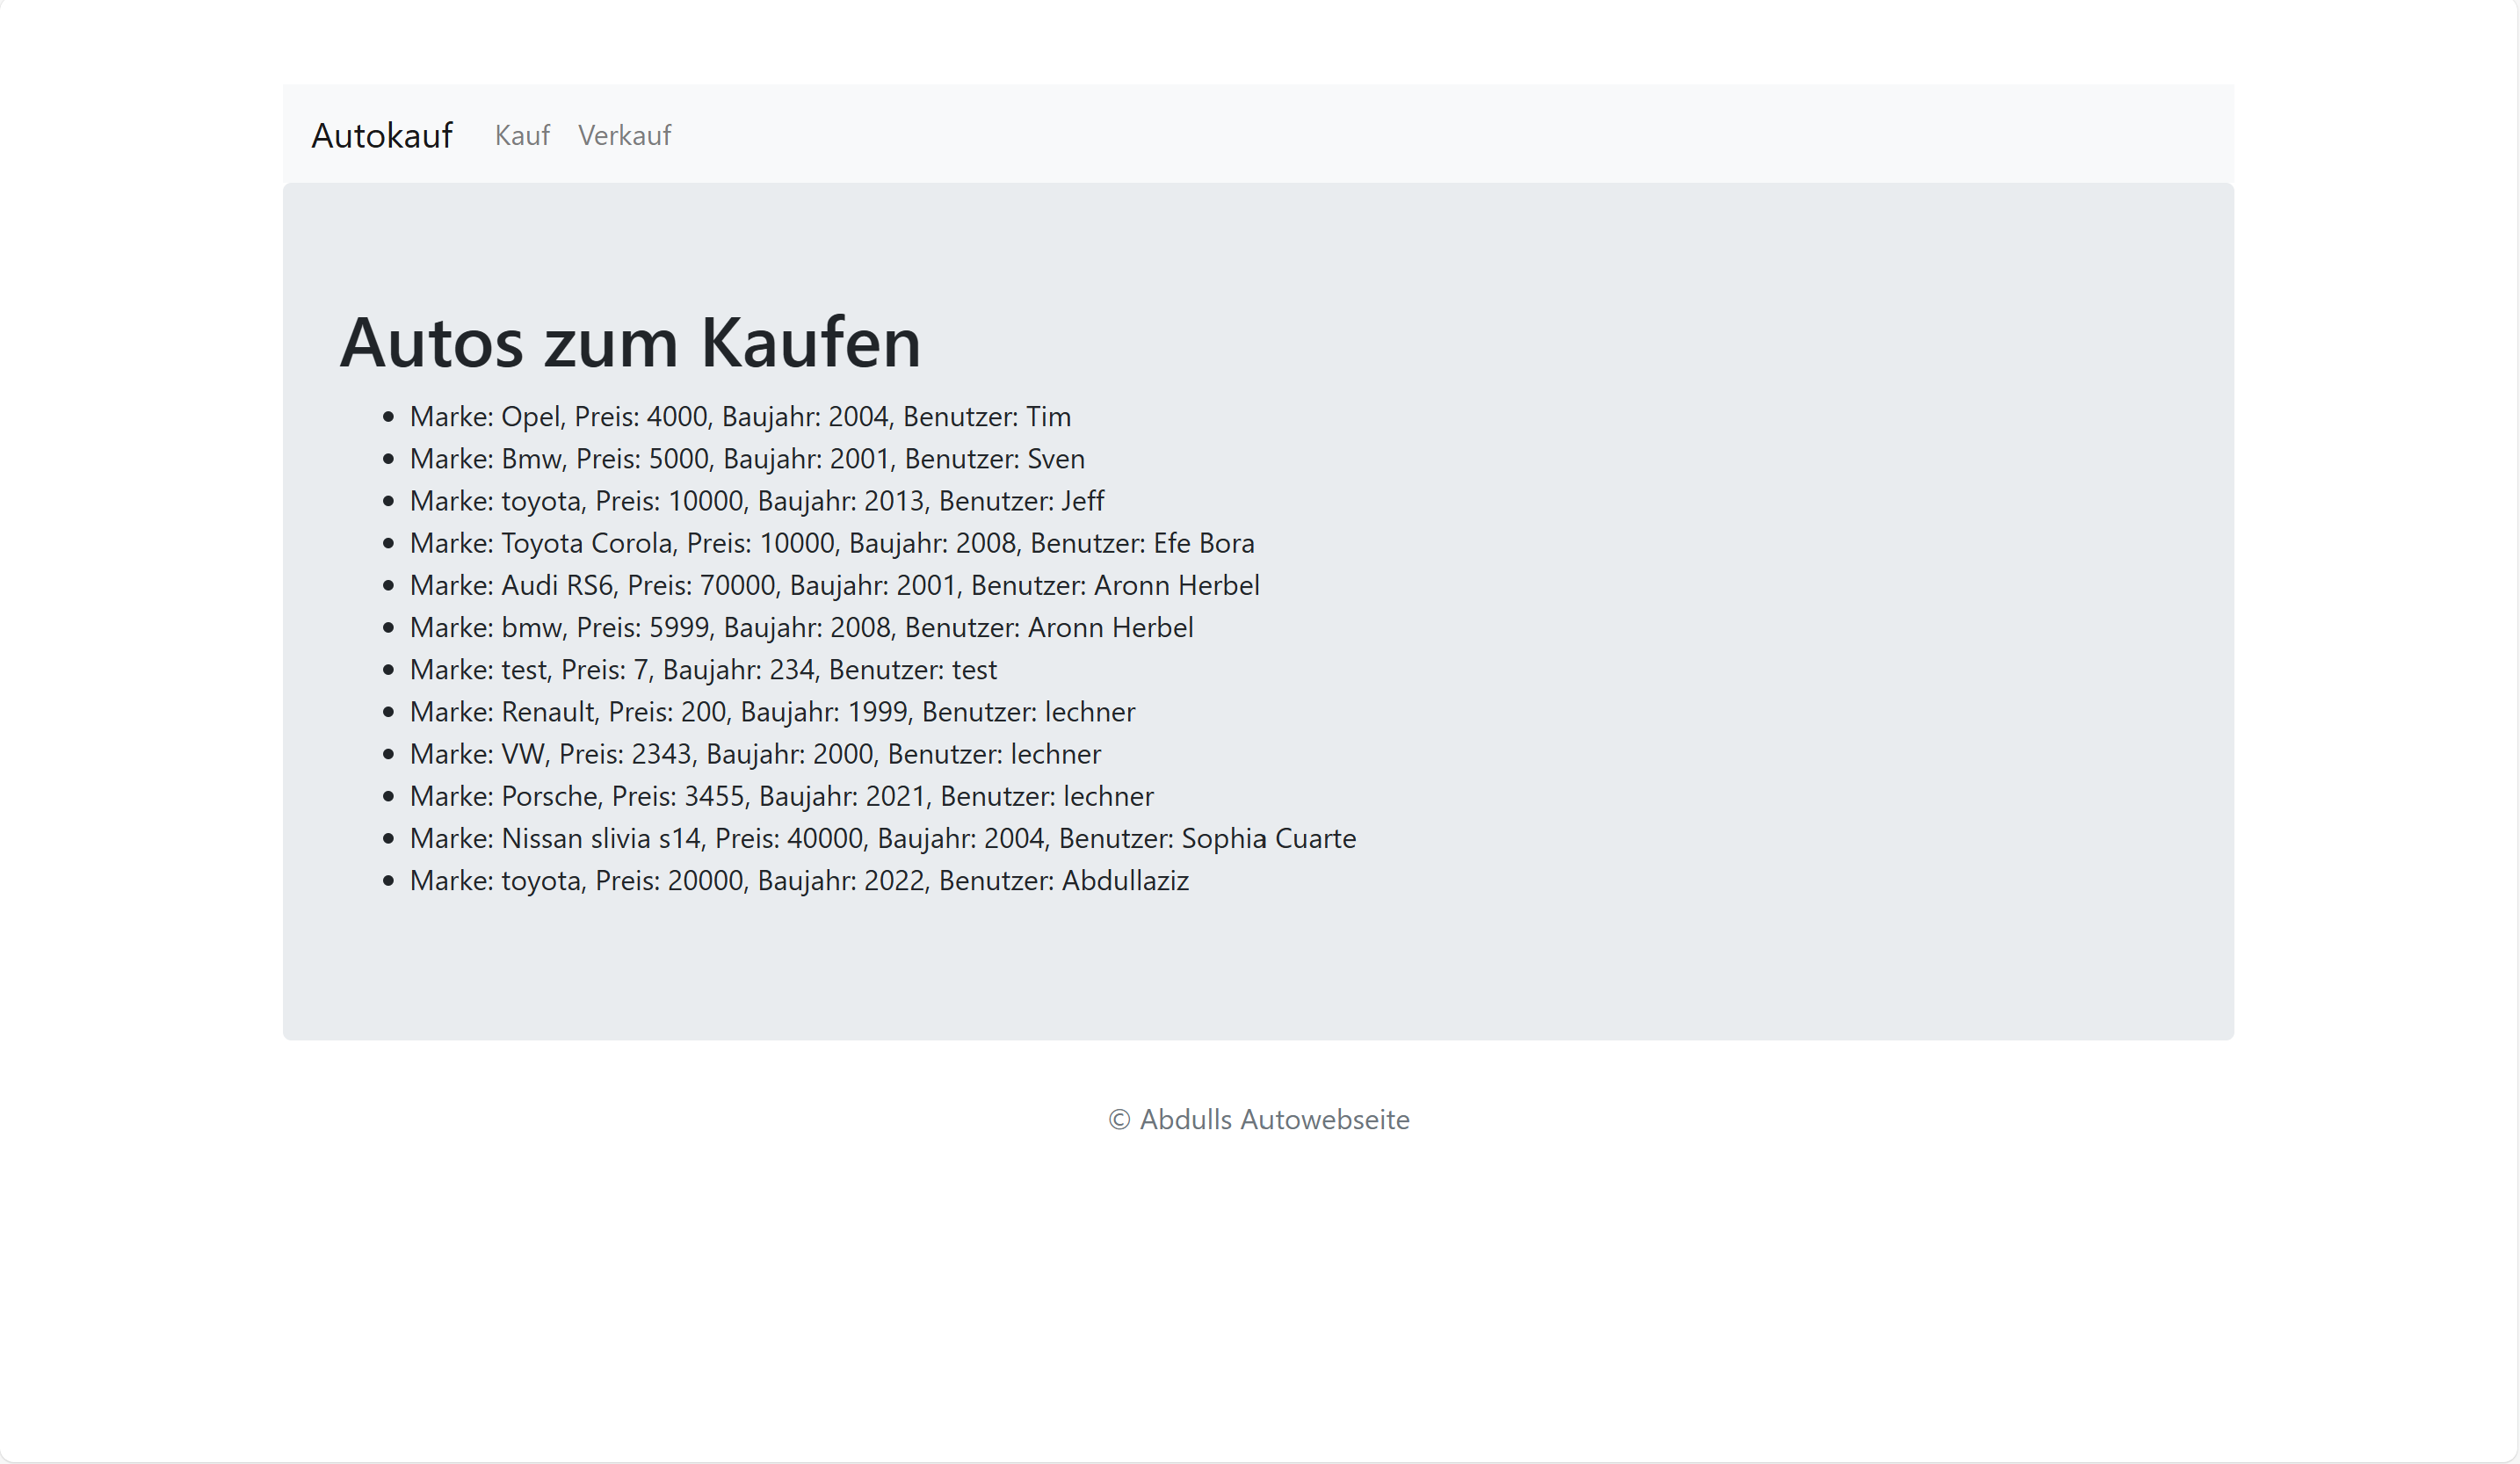 Autokauf Kauf Verkauf
Autos zum Kaufen
Marke: Opel, Preis: 4000, Baujahr: 2004, Benutzer: Tim
Marke: Bmw, Preis: 5000, Baujahr: 2001, Benutzer: Sven
Marke: toyota, Preis: 10000, Baujahr: 2013, Benutzer: Jeff
Marke: Toyota Corola, Preis: 10000, Baujahr: 2008, Benutzer: Efe Bora
Marke: Audi RS6, Preis: 70000, Baujahr: 2001, Benutzer: Aronn Herbel
Marke: bmw, Preis: 5999, Baujahr: 2008, Benutzer: Aronn Herbel
Marke: test, Preis: 7, Baujahr: 234, Benutzer: test
Marke: Renault, Preis: 200, Baujahr: 1999, Benutzer: lechner
Marke: VW, Preis: 2343, Baujahr: 2000, Benutzer: lechner
Marke: Porsche, Preis: 3455, Baujahr: 2021, Benutzer: lechner
Marke: Nissan slivia s14, Preis: 40000, Baujahr: 2004, Benutzer: Sophia Cuarte
Marke: toyota, Preis: 20000, Baujahr: 2022, Benutzer: Abdullaziz
© Abdulls Autowebseite